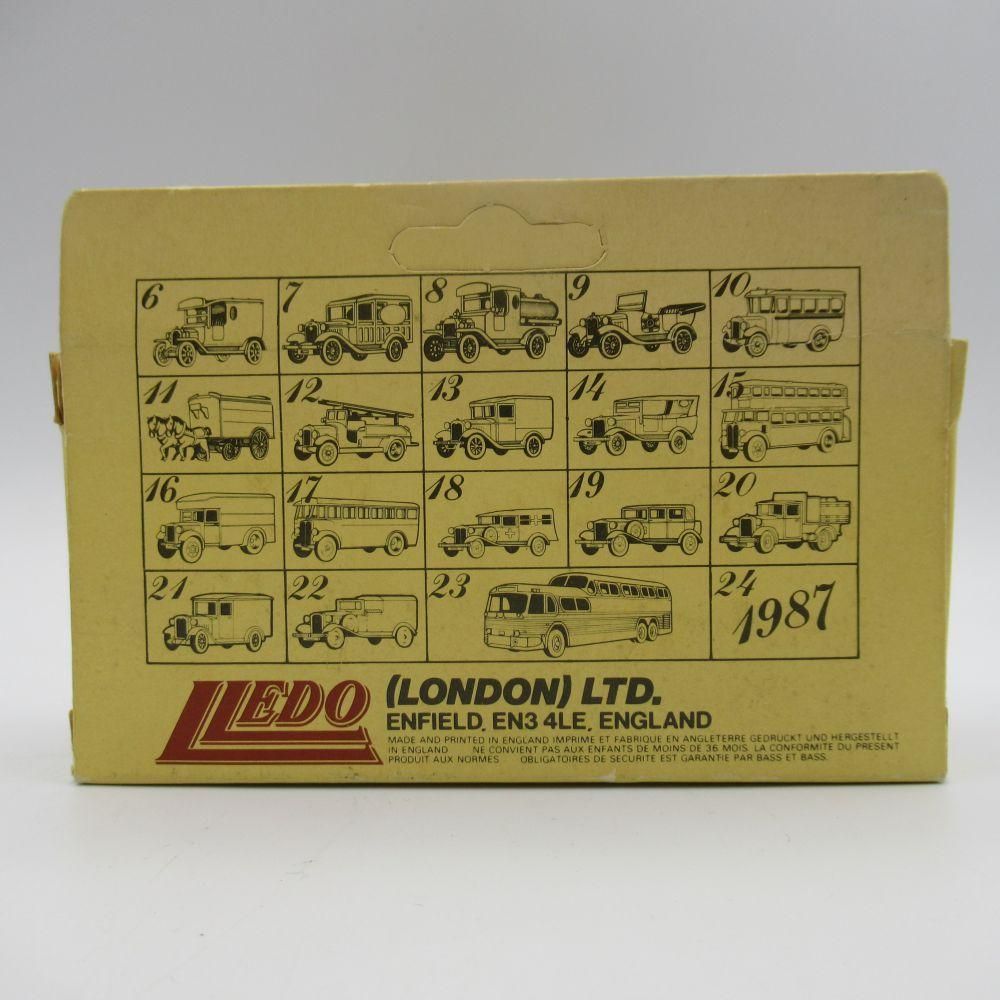 6 7 8 9 10
11 12 13 14 15
16 17 18 19 20
21 22 23 24 1987
LLEDO (LONDON) LTD.
ENFIELD, EN3 4LE, ENGLAND
MADE AND PRINTED IN ENGLAND IMPRIME ET FABRIQUE EN ANGLETERRE GEDRUCKT UND HERGESTELLT
IN ENGLAND NE CONVIENT PAS AUX ENFANTS DE MOINS DE 36 MOIS. LA CONFORMITE DU PRESENT
PRODUIT AUX NORMES OBLIGATOIRES DE SECURITE EST GARANTIE PAR BASS ET BASS.